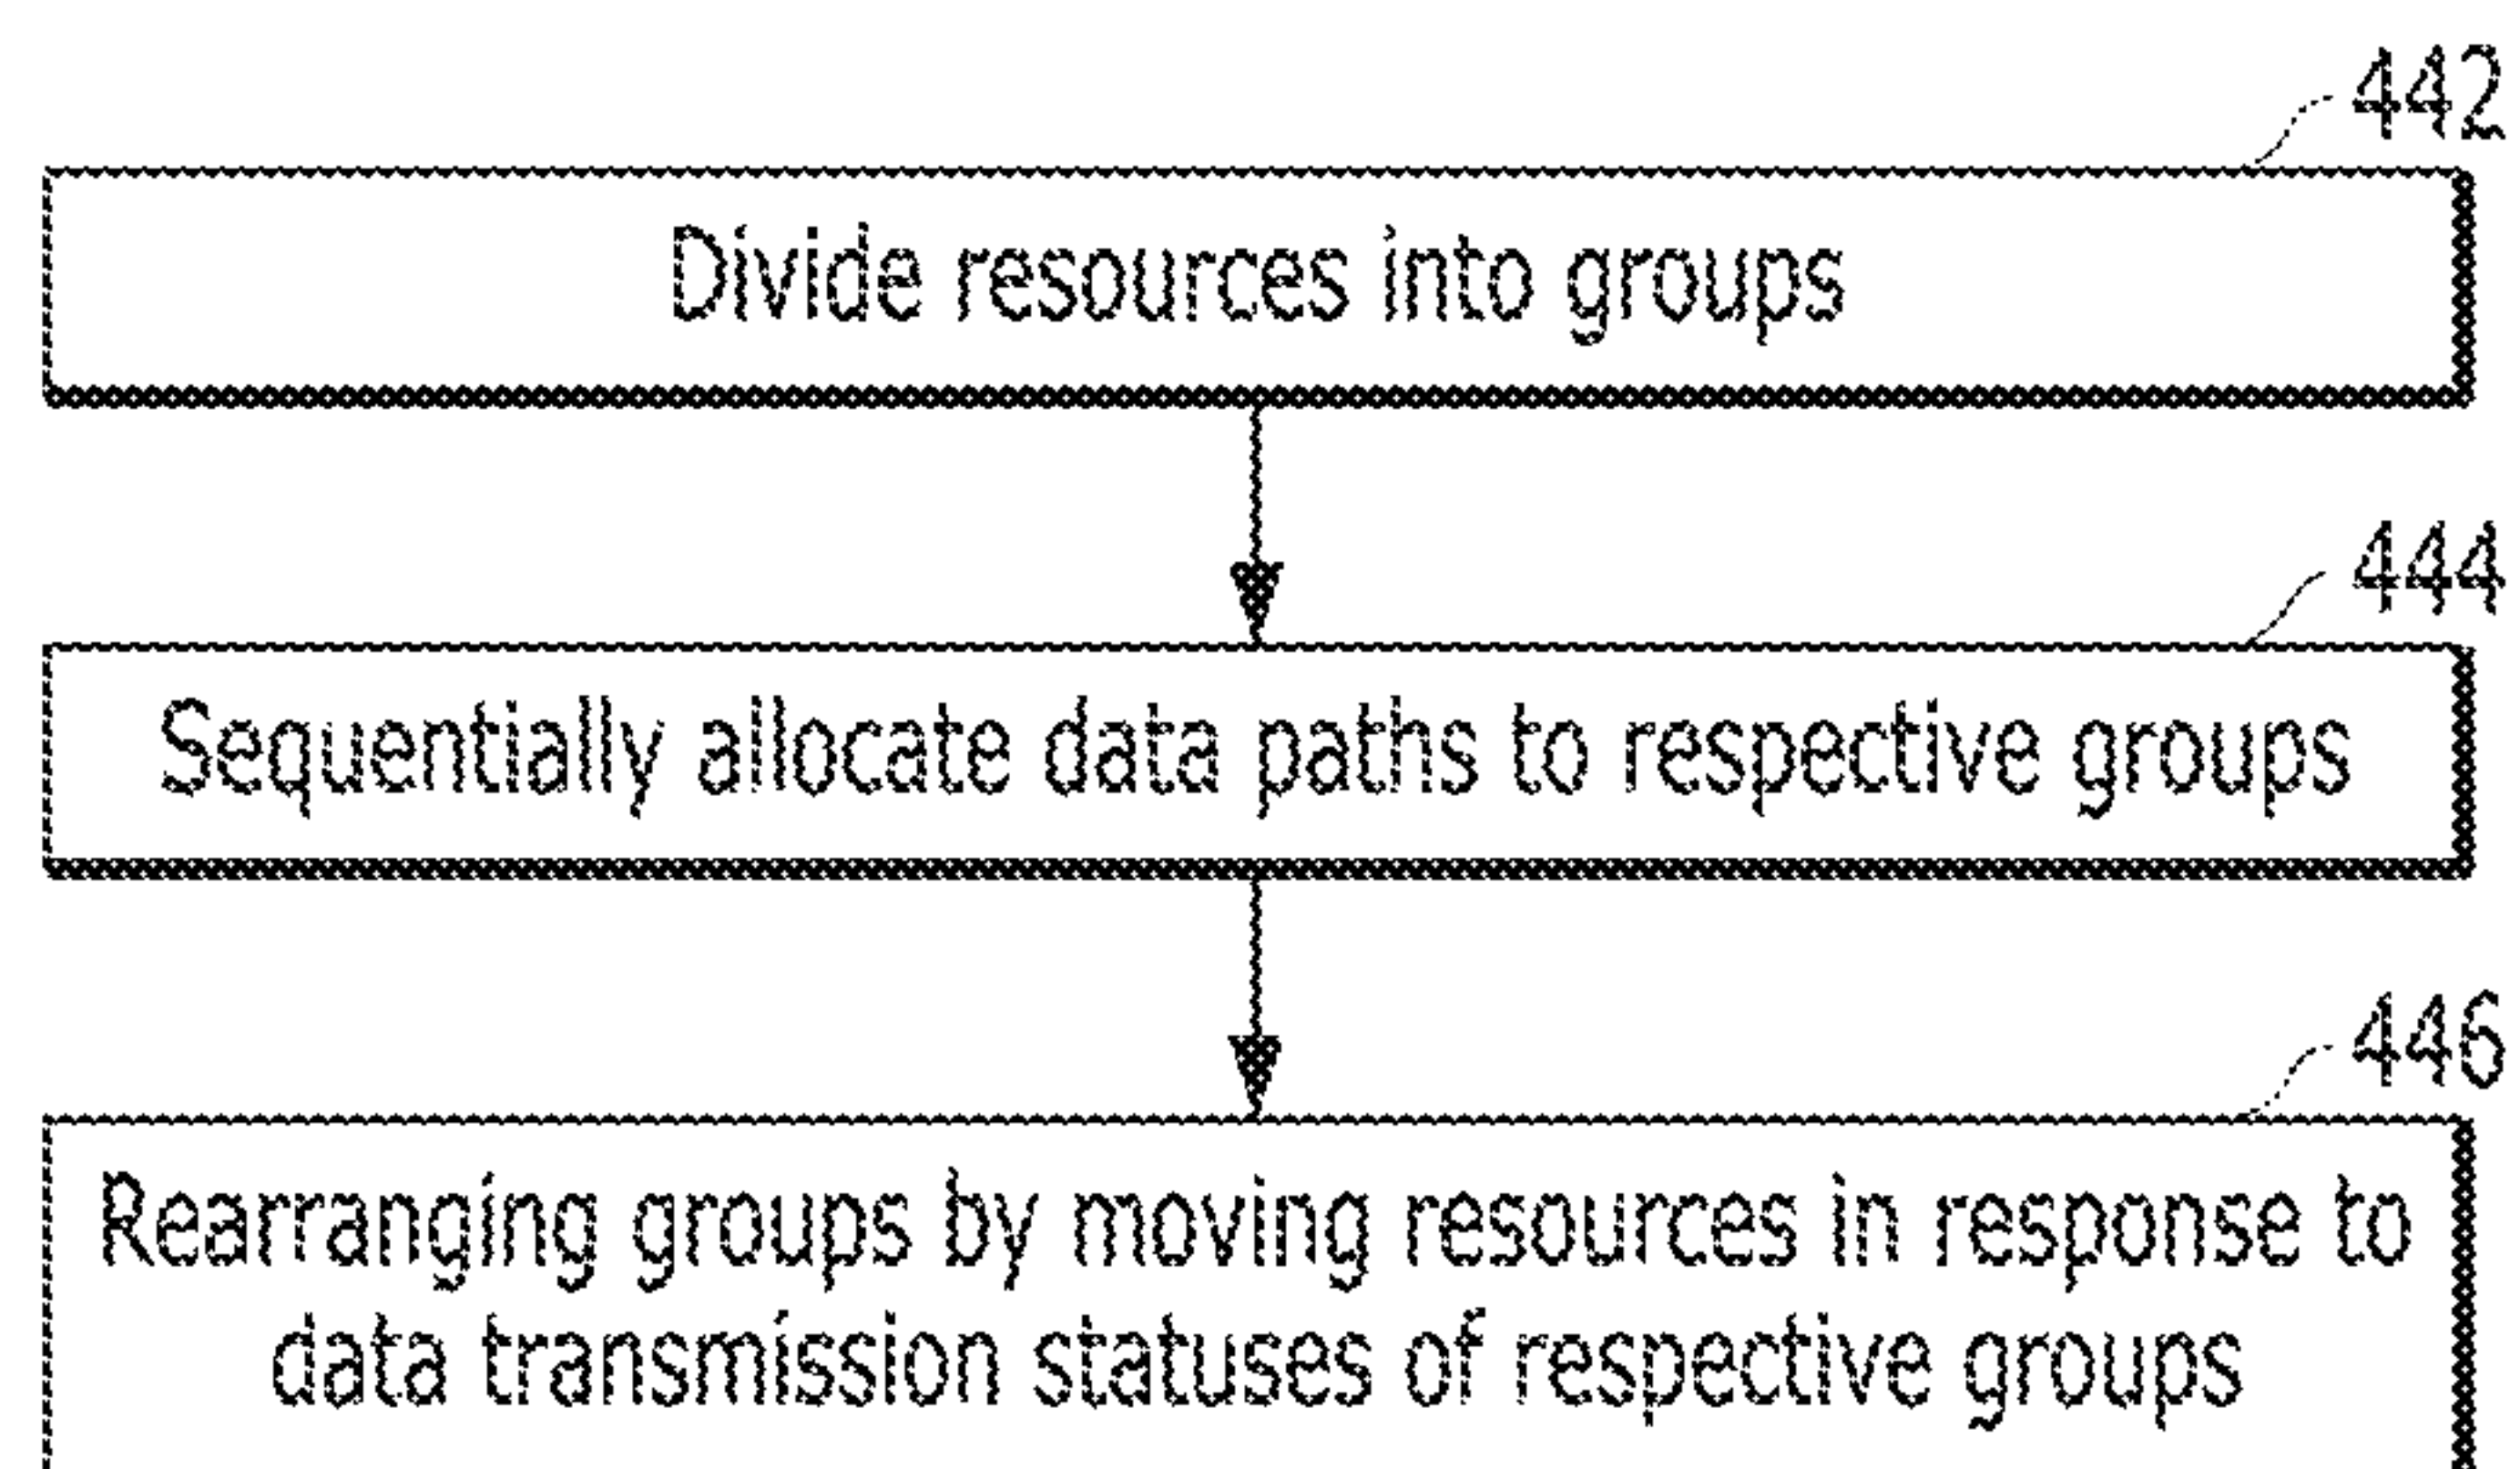 442
Divide resources into groups
444
Sequentially allocate data paths to respective groups
446
Rearranging groups by moving resources in response to
data transmission statuses of respective groups